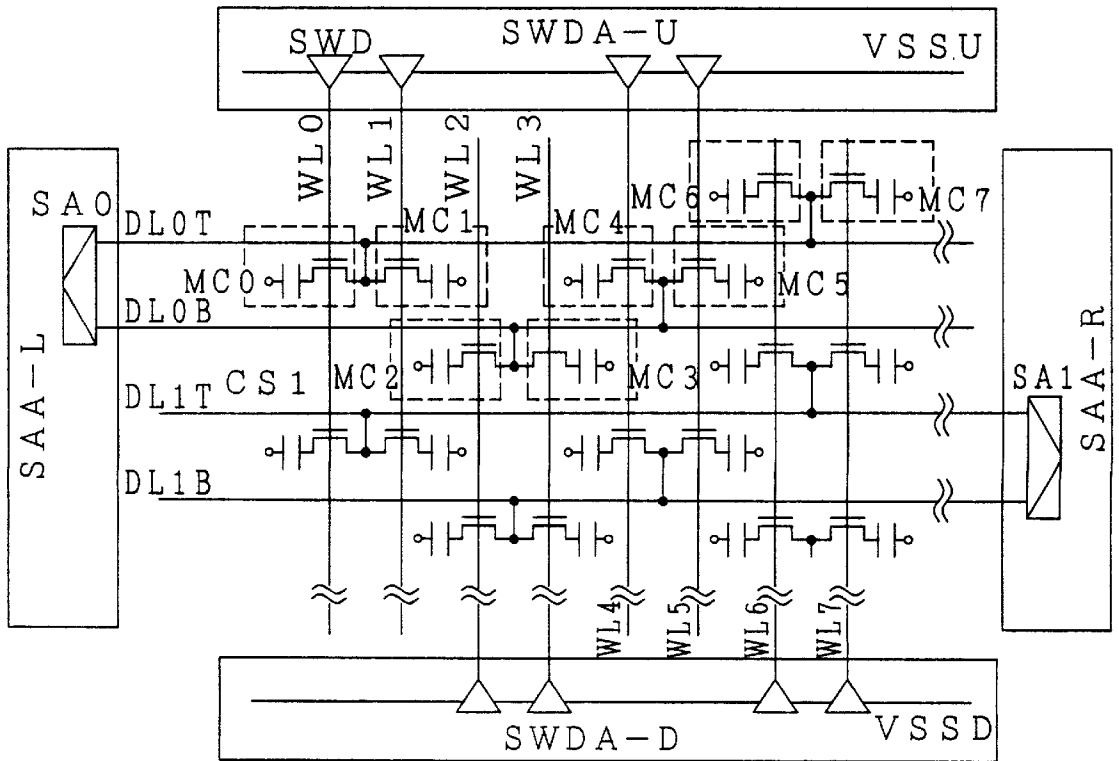 SWD
SWDA-U
VSSU
WL0
WL1
WL2
WL3
SA0
DL0T
MC1
MC4
MC6
MC7
MC0
MC5
DL0B
SAA-L
CS1
MC2
MC3
SA1
SAA-R
DL1T
DL1B
WL4
WL5
WL6
WL7
SWDA-D
VSSD